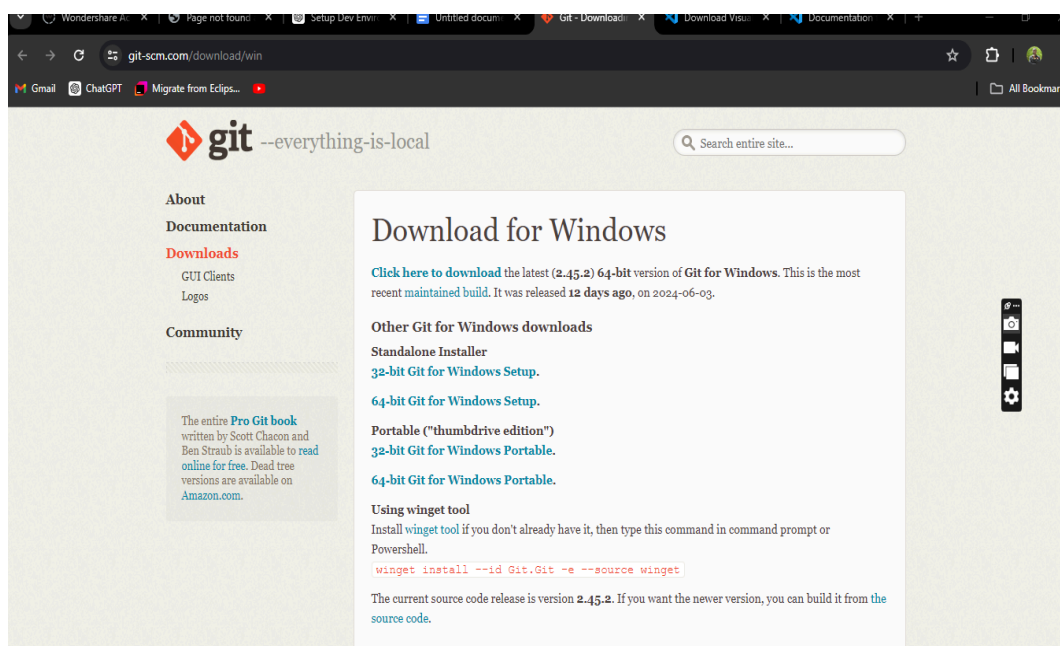 Wondershare Ac
Page not found
Setup Dev Envir
Untitled docum
Git - Downloadi
Download Visua
Documentation
git-scm.com/download/win
Gmail
ChatGPT
Migrate from Eclips...
All Bookmar
git --everything-is-local
Search entire site...
About
Documentation
Downloads
GUI Clients
Logos
Community
The entire Pro Git book
written by Scott Chacon and
Ben Straub is available to read
online for free. Dead tree
versions are available on
Amazon.com.
Download for Windows
Click here to download the latest (2.45.2) 64-bit version of Git for Windows. This is the most
recent maintained build. It was released 12 days ago, on 2024-06-03.
Other Git for Windows downloads
Standalone Installer
32-bit Git for Windows Setup.
64-bit Git for Windows Setup.
Portable ("thumbdrive edition")
32-bit Git for Windows Portable.
64-bit Git for Windows Portable.
Using winget tool
Install winget tool if you don't already have it, then type this command in command prompt or
Powershell.
winget install --id Git.Git -e --source winget
The current source code release is version 2.45.2. If you want the newer version, you can build it from the
source code.